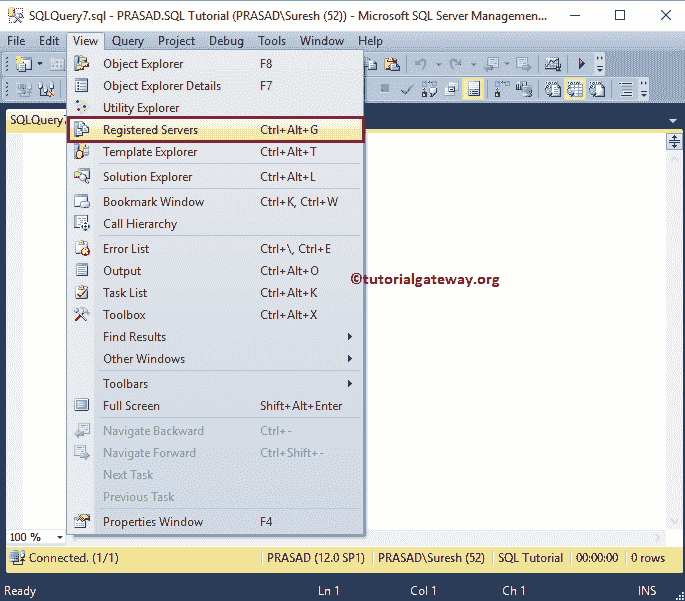 SQLQuery7.sql - PRASAD.SQL Tutorial (PRASAD\Suresh (52)) - Microsoft SQL Server Managemen...
File Edit View Query Project Debug Tools Window Help
SQLQuery7
Object Explorer F8
Object Explorer Details F7
Utility Explorer
Registered Servers Ctrl+Alt+G
Template Explorer Ctrl+Alt+T
Solution Explorer Ctrl+Alt+L
Bookmark Window Ctrl+K, Ctrl+W
Call Hierarchy
Error List Ctrl+\, Ctrl+E
Output Ctrl+Alt+O
Task List Ctrl+Alt+K
Toolbox Ctrl+Alt+X
Find Results
Other Windows
Toolbars
Full Screen Shift+Alt+Enter
Navigate Backward Ctrl+-
Navigate Forward Ctrl+Shift+-
Next Task
Previous Task
Properties Window F4
©tutorialgateway.org
100 %
Connected. (1/1) PRASAD (12.0 SP1) PRASAD\Suresh (52) SQL Tutorial 00:00:00 0 rows
Ready Ln 1 Col 1 Ch 1 INS